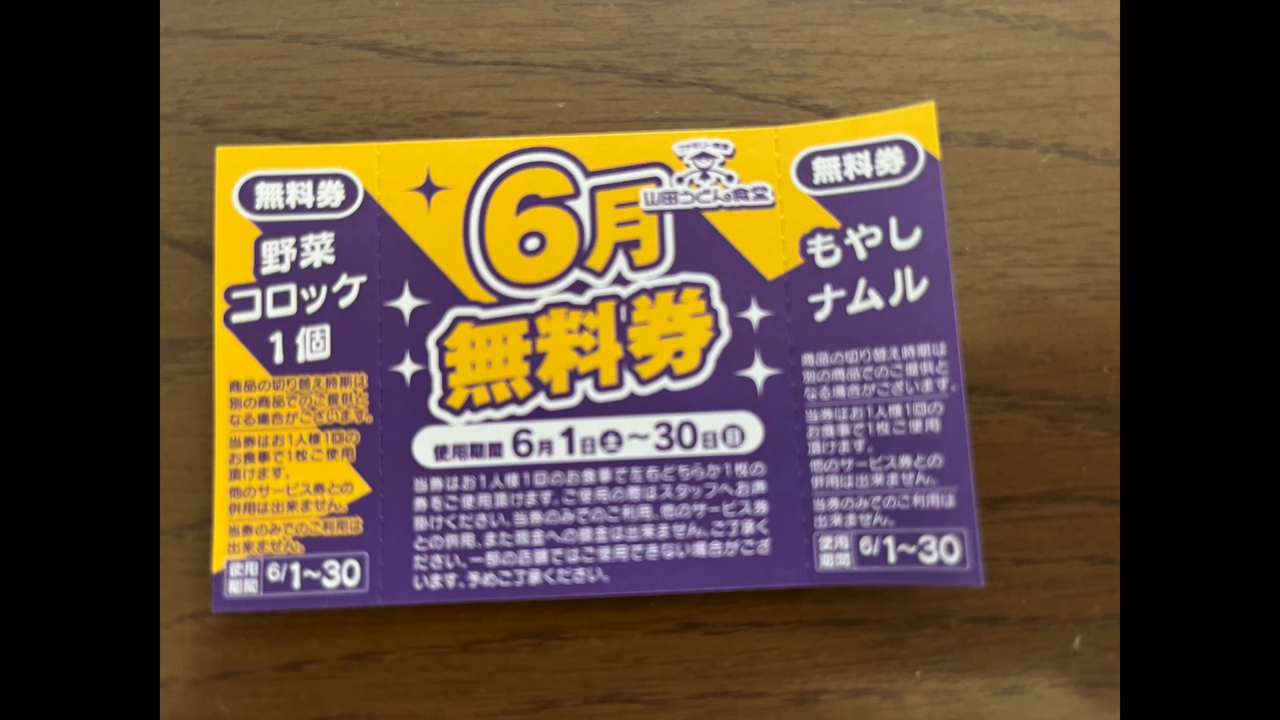 無料券
野菜
コロッケ
1個
商品の切り替え時期は
別の商品でのご提供と
なる場合がございます。
当券はお1人様1回の
お食事で1枚ご使用
頂けます。
他のサービス券との
併用は出来ません。
当券のみでのご利用は
出来ません。
使用期間 6/1~30
ファミリー食堂
山田うどん食堂
6月
無料券
使用期間 6月1日(土)~30日(日)
当券はお1人様1回のお食事で左右どちらか1枚の
券をご使用頂けます。ご使用の際はスタッフへお声
掛けください。当券のみでのご利用、他のサービス券
との併用、また現金への換金は出来ません。ご了承く
ださい。一部の店舗ではご使用できない場合がござ
います。予めご了承ください。
無料券
もやし
ナムル
商品の切り替え時期は
別の商品でのご提供と
なる場合がございます。
当券はお1人様1回の
お食事で1枚ご使用
頂けます。
他のサービス券との
併用は出来ません。
当券のみでのご利用は
出来ません。
使用期間 6/1~30